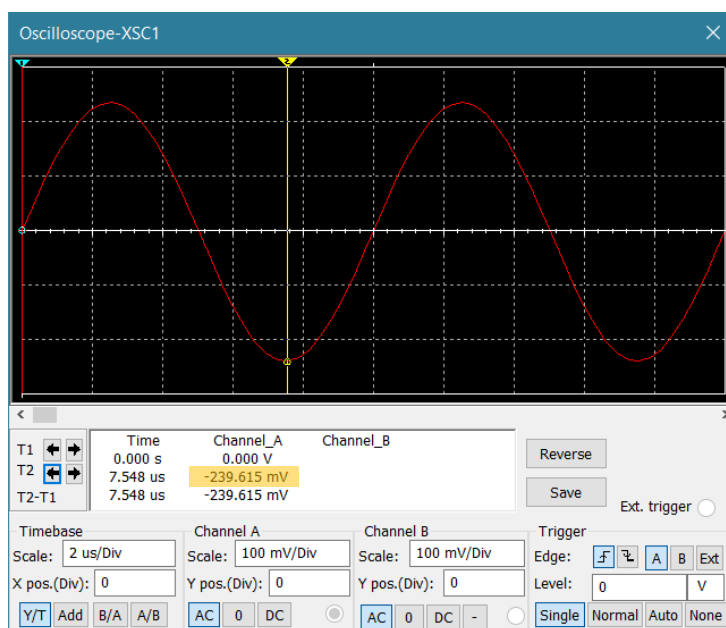 Oscilloscope-XSC1
1
2
T1
T2
T2-T1
Time Channel_A Channel_B
0.000 s 0.000 V
7.548 us -239.615 mV
7.548 us -239.615 mV
Reverse
Save
Ext. trigger
Timebase
Scale: 2 us/Div
X pos.(Div): 0
Y/T Add B/A A/B
Channel A
Scale: 100 mV/Div
Y pos.(Div): 0
AC 0 DC
Channel B
Scale: 100 mV/Div
Y pos.(Div): 0
AC 0 DC -
Trigger
Edge: A B Ext
Level: 0 V
Single Normal Auto None